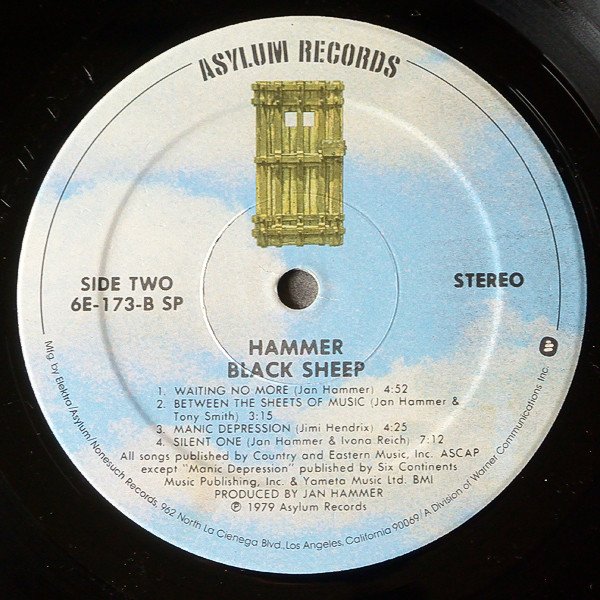 ASYLUM RECORDS
SIDE TWO
6E-173-B SP
STEREO
HAMMER
BLACK SHEEP
1. WAITING NO MORE (Jan Hammer) 4:52
2. BETWEEN THE SHEETS OF MUSIC (Jan Hammer &
Tony Smith) 3:15
3. MANIC DEPRESSION (Jimi Hendrix) 4:25
4. SILENT ONE (Jan Hammer & Ivona Reich) 7:12
All songs published by Country and Eastern Music, Inc. ASCAP
except "Manic Depression" published by Six Continents
Music Publishing, Inc. & Yameta Music Ltd. BMI
PRODUCED BY JAN HAMMER
℗ 1979 Asylum Records
Mfg. by Elektra/Asylum/Nonesuch Records, 962 North La Cienega Blvd., Los Angeles, California 90069/A Division of Warner Communications Inc.